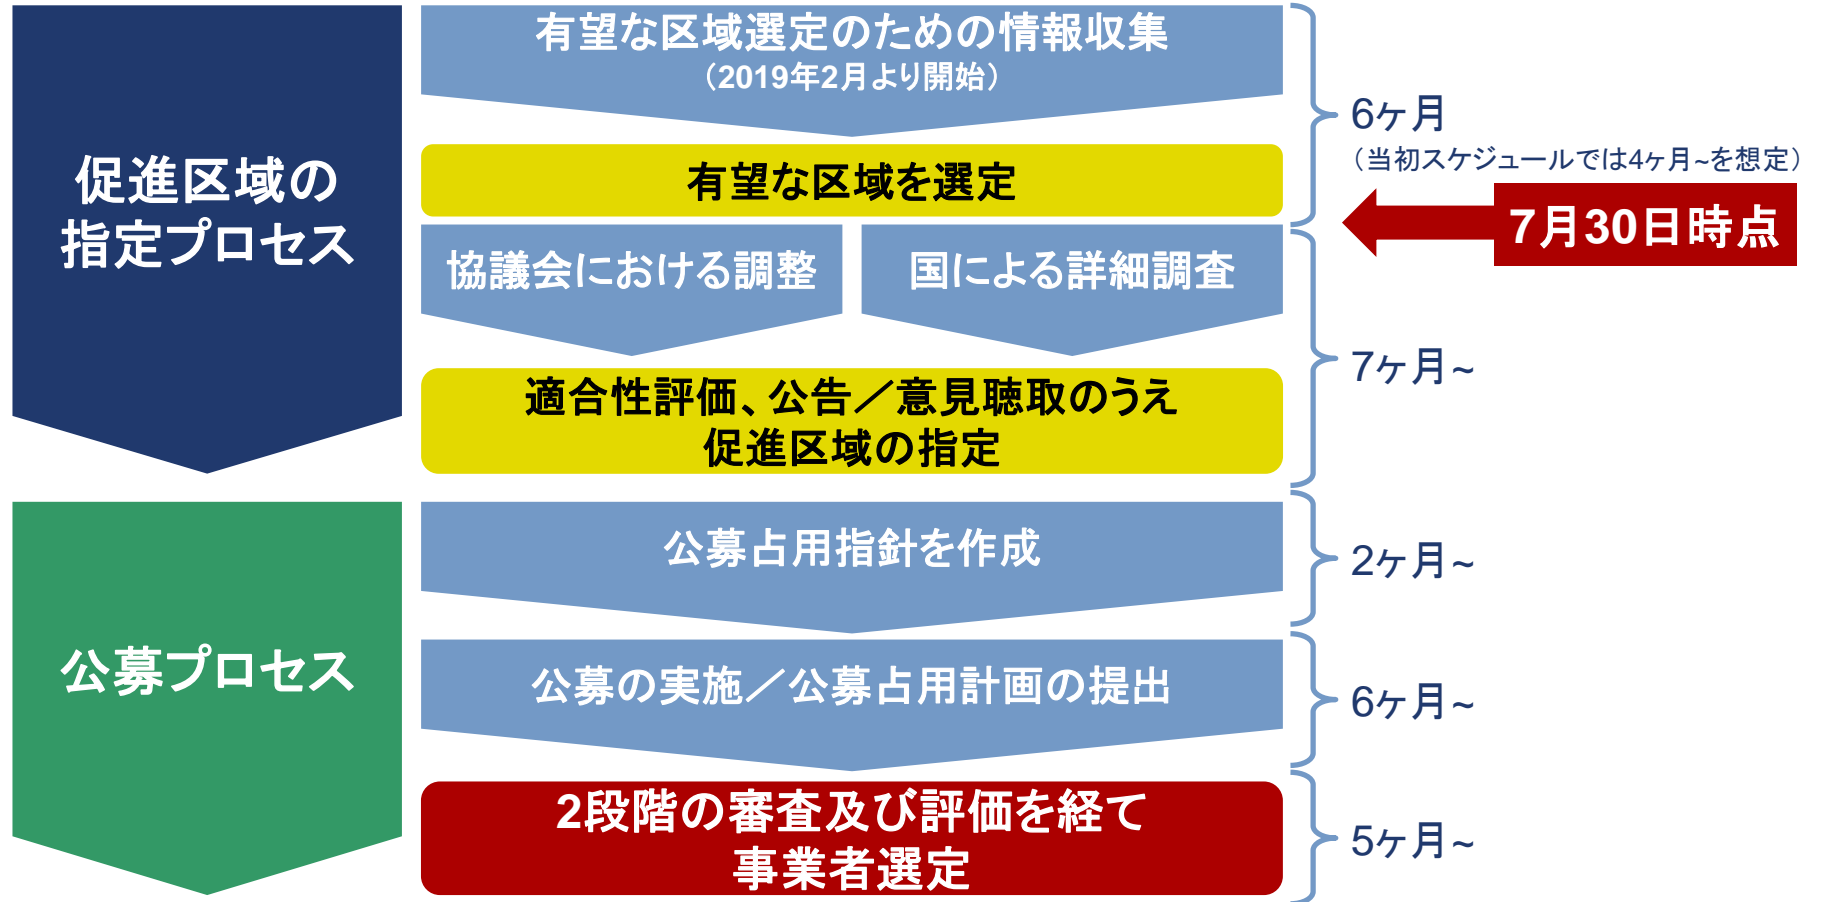 促進区域の
指定プロセス
有望な区域選定のための情報収集
（2019年2月より開始）
有望な区域を選定
6ヶ月
（当初スケジュールでは4ヶ月~を想定）
7月30日時点
協議会における調整
国による詳細調査
適合性評価、公告／意見聴取のうえ
促進区域の指定
7ヶ月~
公募プロセス
公募占用指針を作成
2ヶ月~
公募の実施／公募占用計画の提出
6ヶ月~
2段階の審査及び評価を経て
事業者選定
5ヶ月~